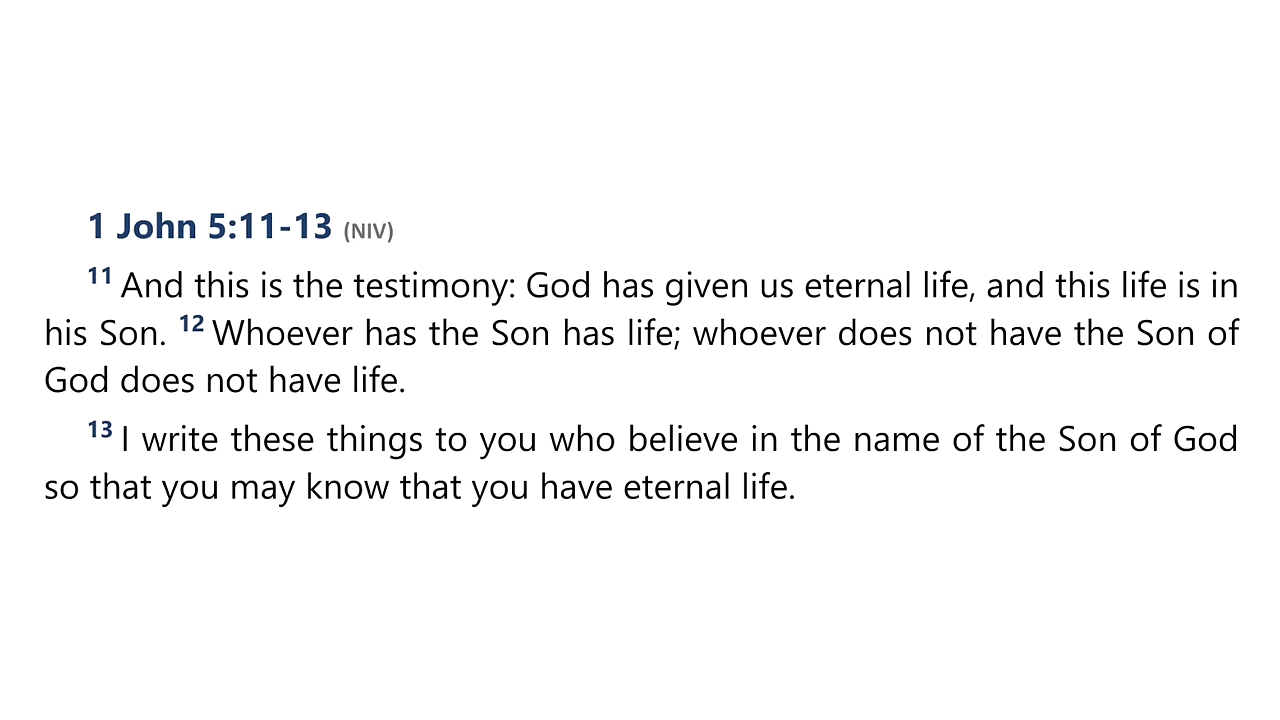 1 John 5:11-13 (NIV)
11 And this is the testimony: God has given us eternal life, and this life is in
his Son. 12 Whoever has the Son has life; whoever does not have the Son of
God does not have life.
13 I write these things to you who believe in the name of the Son of God
so that you may know that you have eternal life.